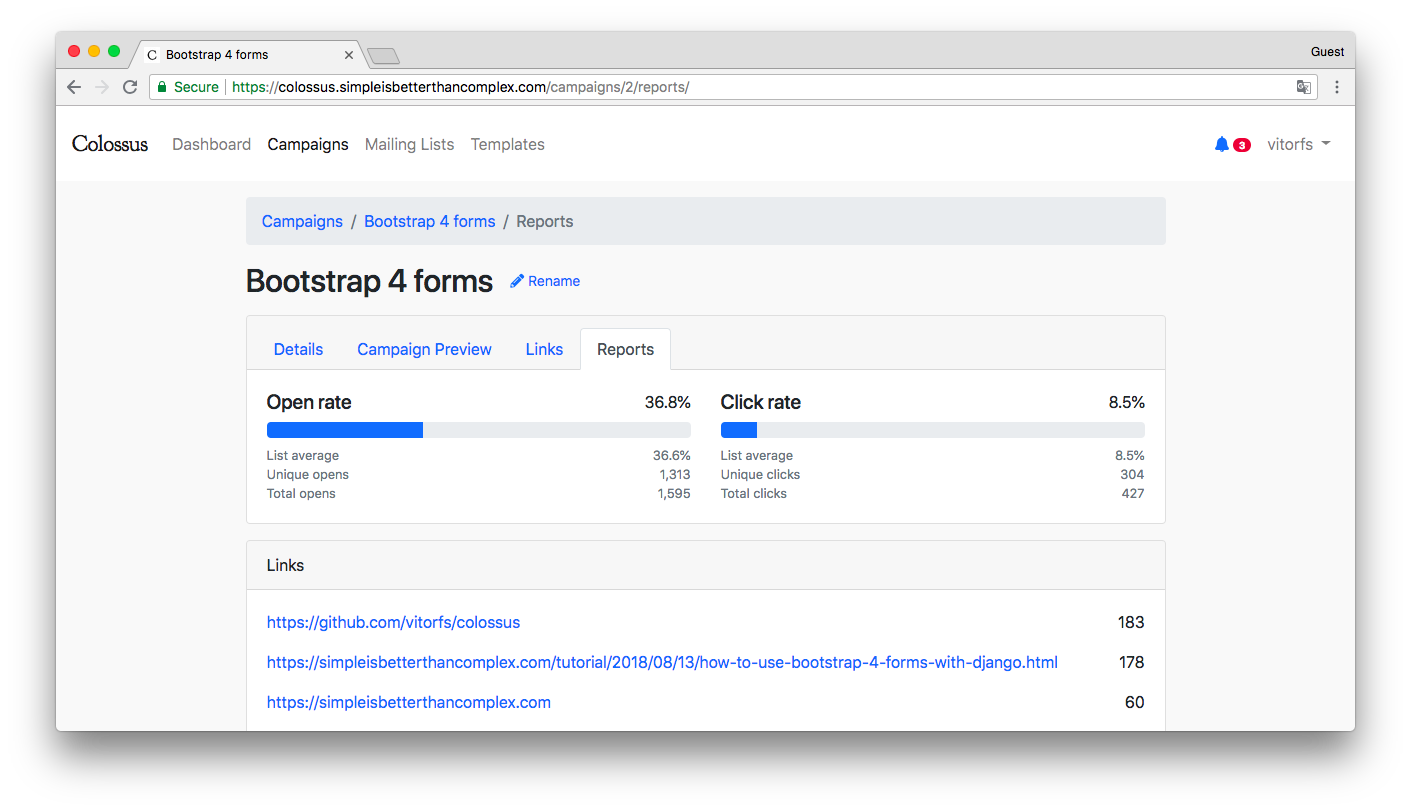 C Bootstrap 4 forms
Guest
Secure https://colossus.simpleisbetterthancomplex.com/campaigns/2/reports/
Colossus Dashboard Campaigns Mailing Lists Templates 3 vitorfs
Campaigns / Bootstrap 4 forms / Reports
Bootstrap 4 forms Rename
Details Campaign Preview Links Reports
Open rate 36.8%
List average 36.6%
Unique opens 1,313
Total opens 1,595
Click rate 8.5%
List average 8.5%
Unique clicks 304
Total clicks 427
Links
https://github.com/vitorfs/colossus 183
https://simpleisbetterthancomplex.com/tutorial/2018/08/13/how-to-use-bootstrap-4-forms-with-django.html 178
https://simpleisbetterthancomplex.com 60